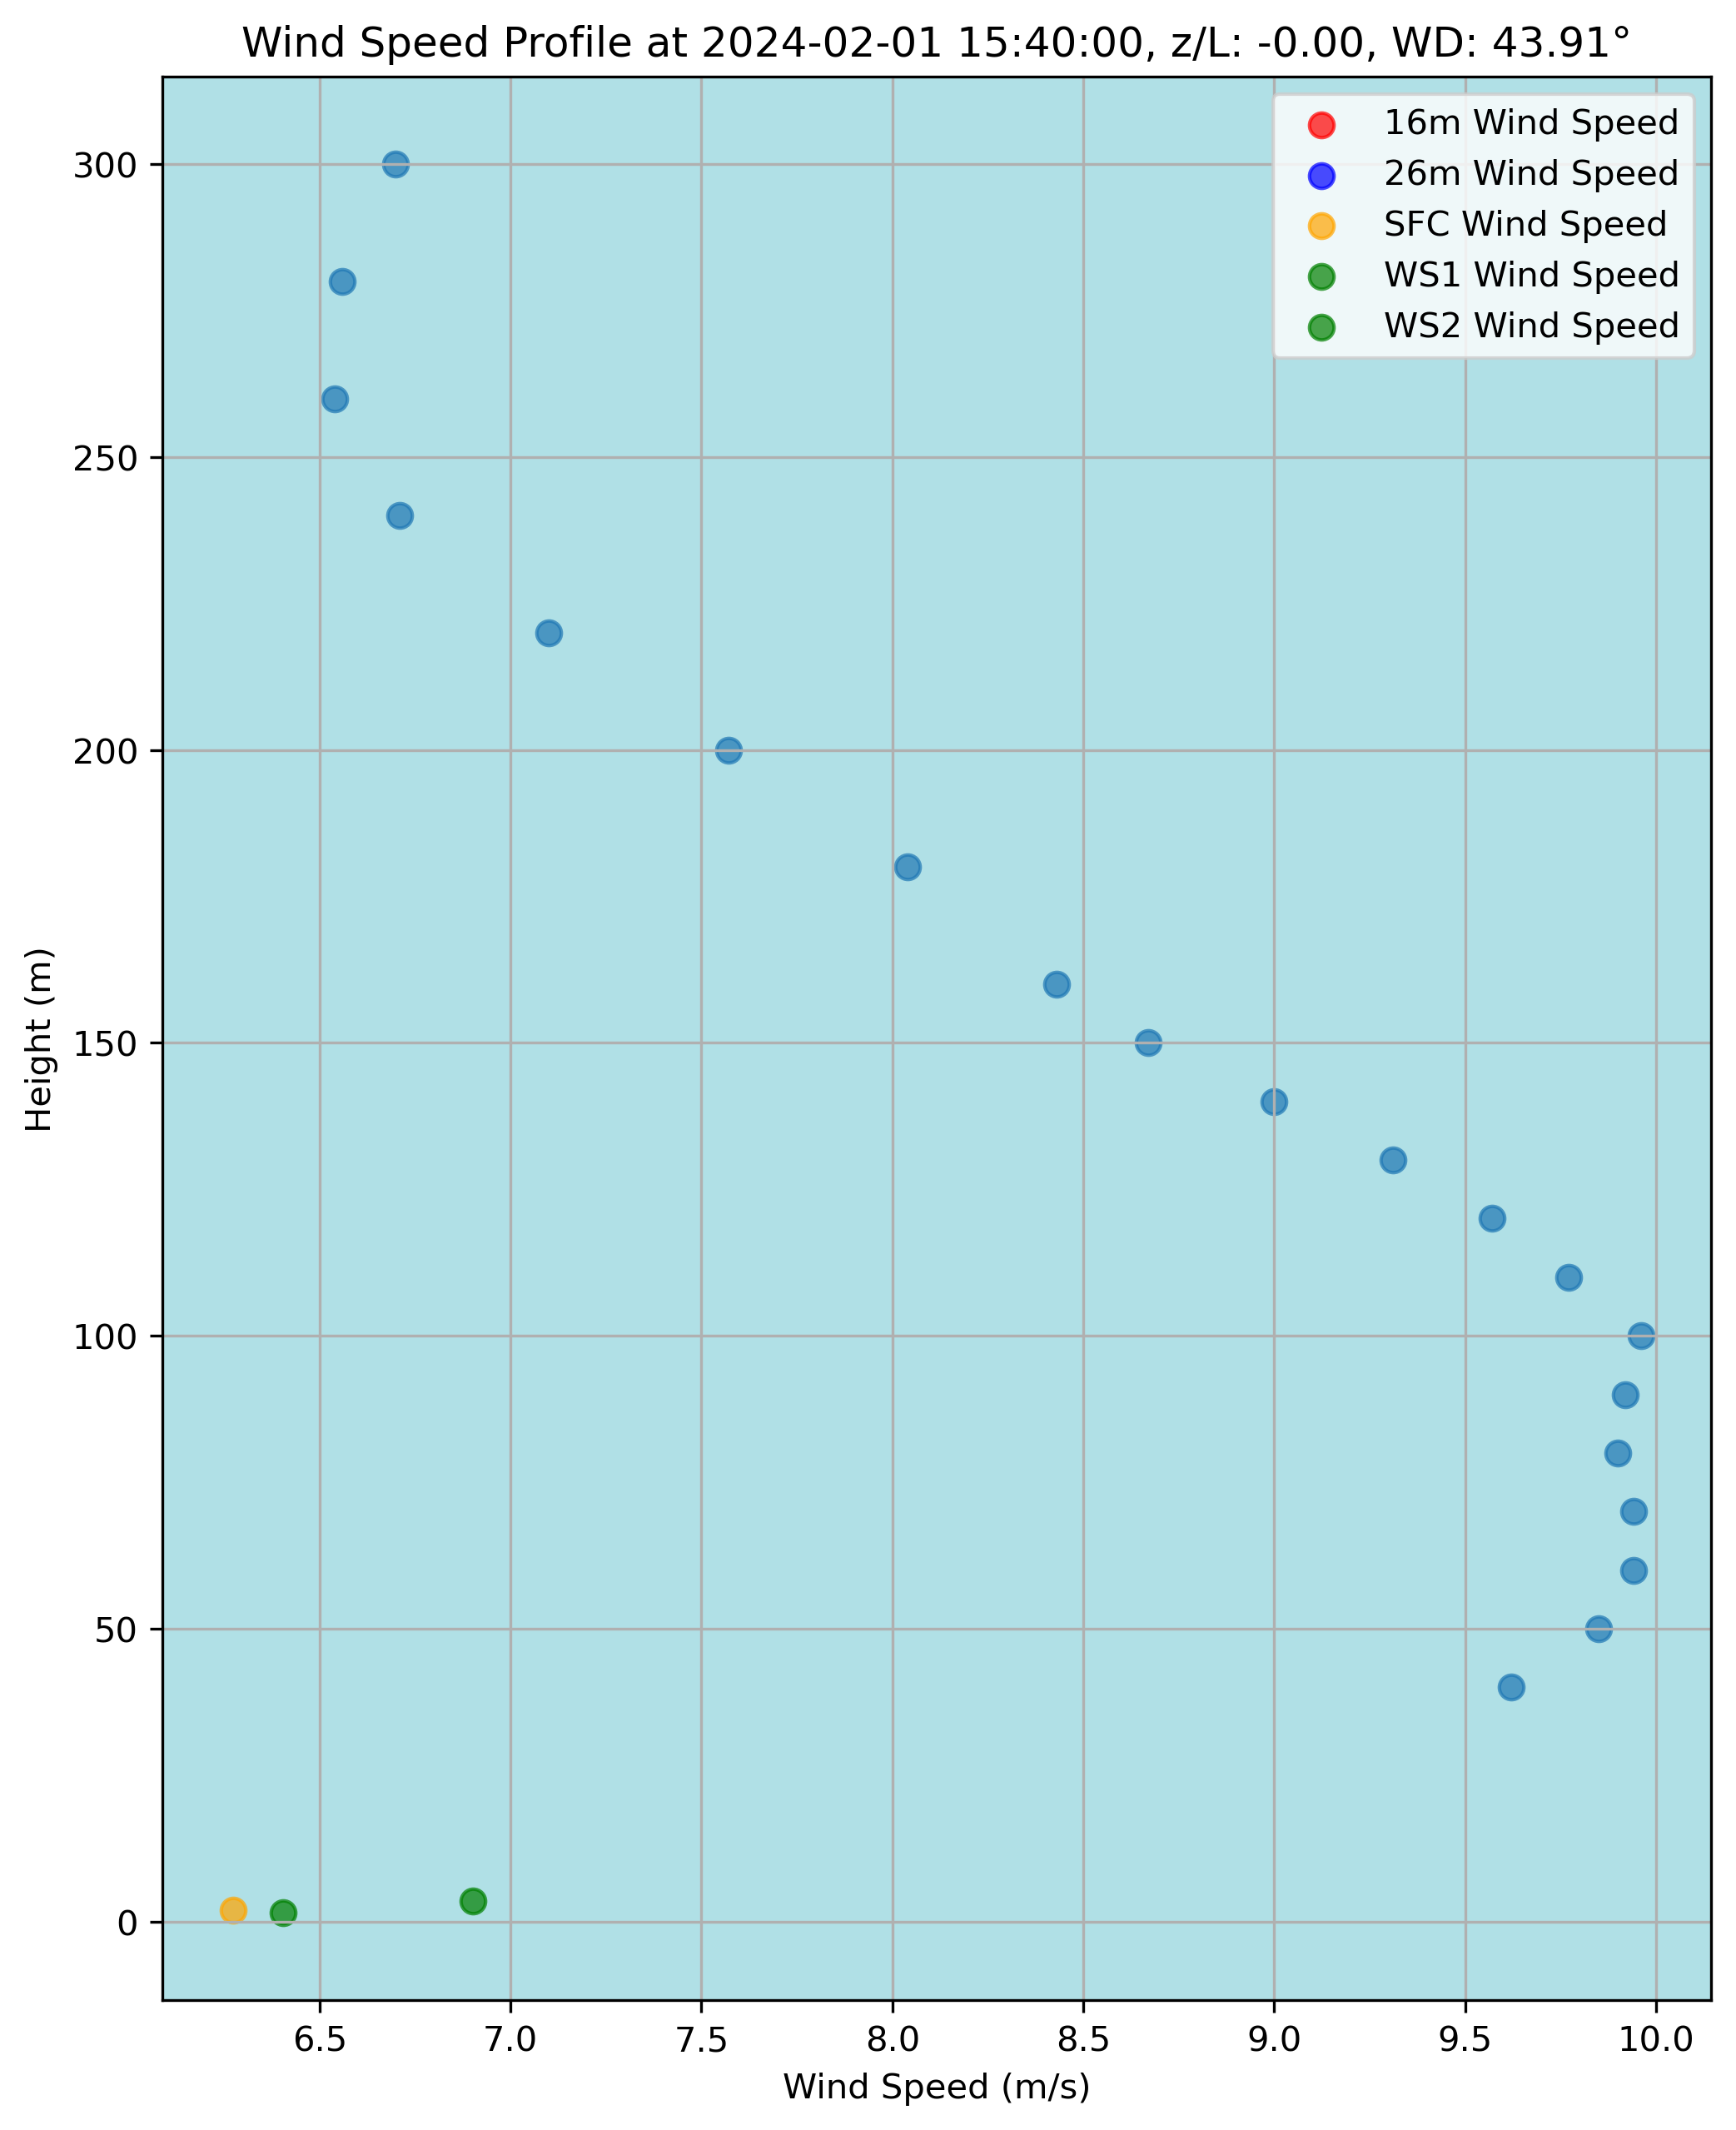 Wind Speed Profile at 2024-02-01 15:40:00, z/L: -0.00, WD: 43.91°
16m Wind Speed
26m Wind Speed
SFC Wind Speed
WS1 Wind Speed
WS2 Wind Speed
Height (m)
300
250
200
150
100
50
0
6.5 7.0 7.5 8.0 8.5 9.0 9.5 10.0
Wind Speed (m/s)